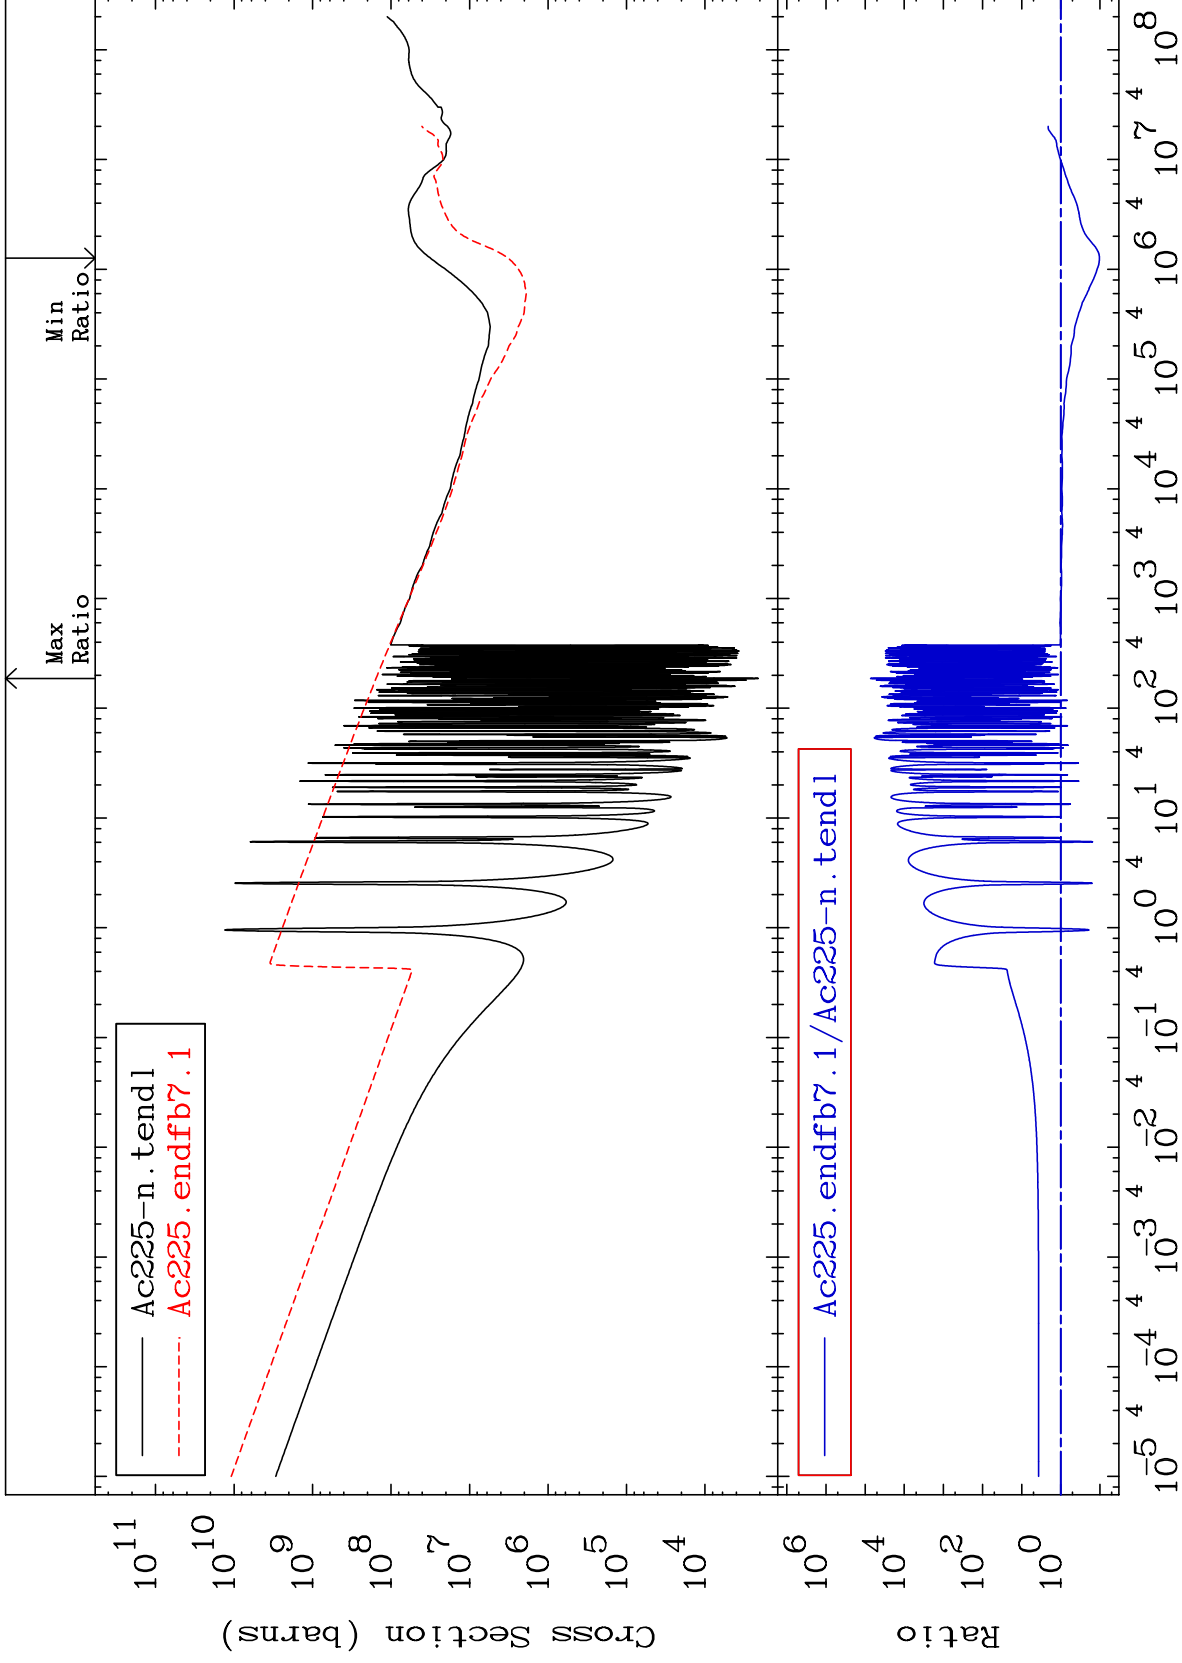 Max
Ratio
Min
Ratio
Ac225-n.tendl
Ac225.endfb7.1
Cross Section (barns)
10 11
10 10
10 9
10 8
10 7
10 6
10 5
10 4
Ac225.endfb7.1/Ac225-n.tendl
Ratio
10 6
10 4
10 2
10 0
10 -5 4 10 -4 4 10 -3 4 10 -2 4 10 -1 4 10 0 4 10 1 4 10 2 4 10 3 4 10 4 4 10 5 4 10 6 4 10 7 4 10 8